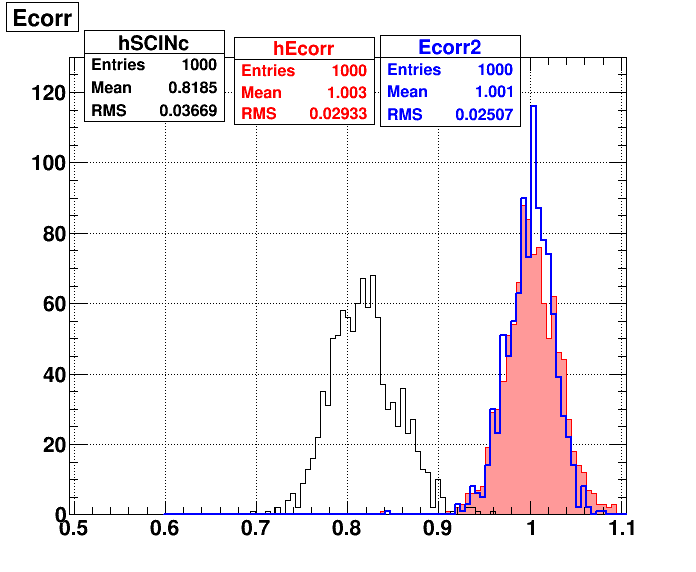 Ecorr
hSCINc
Entries 1000
Mean 0.8185
RMS 0.03669
hEcorr
Entries 1000
Mean 1.003
RMS 0.02933
Ecorr2
Entries 1000
Mean 1.001
RMS 0.02507
120
100
80
60
40
20
0
0.5 0.6 0.7 0.8 0.9 1 1.1